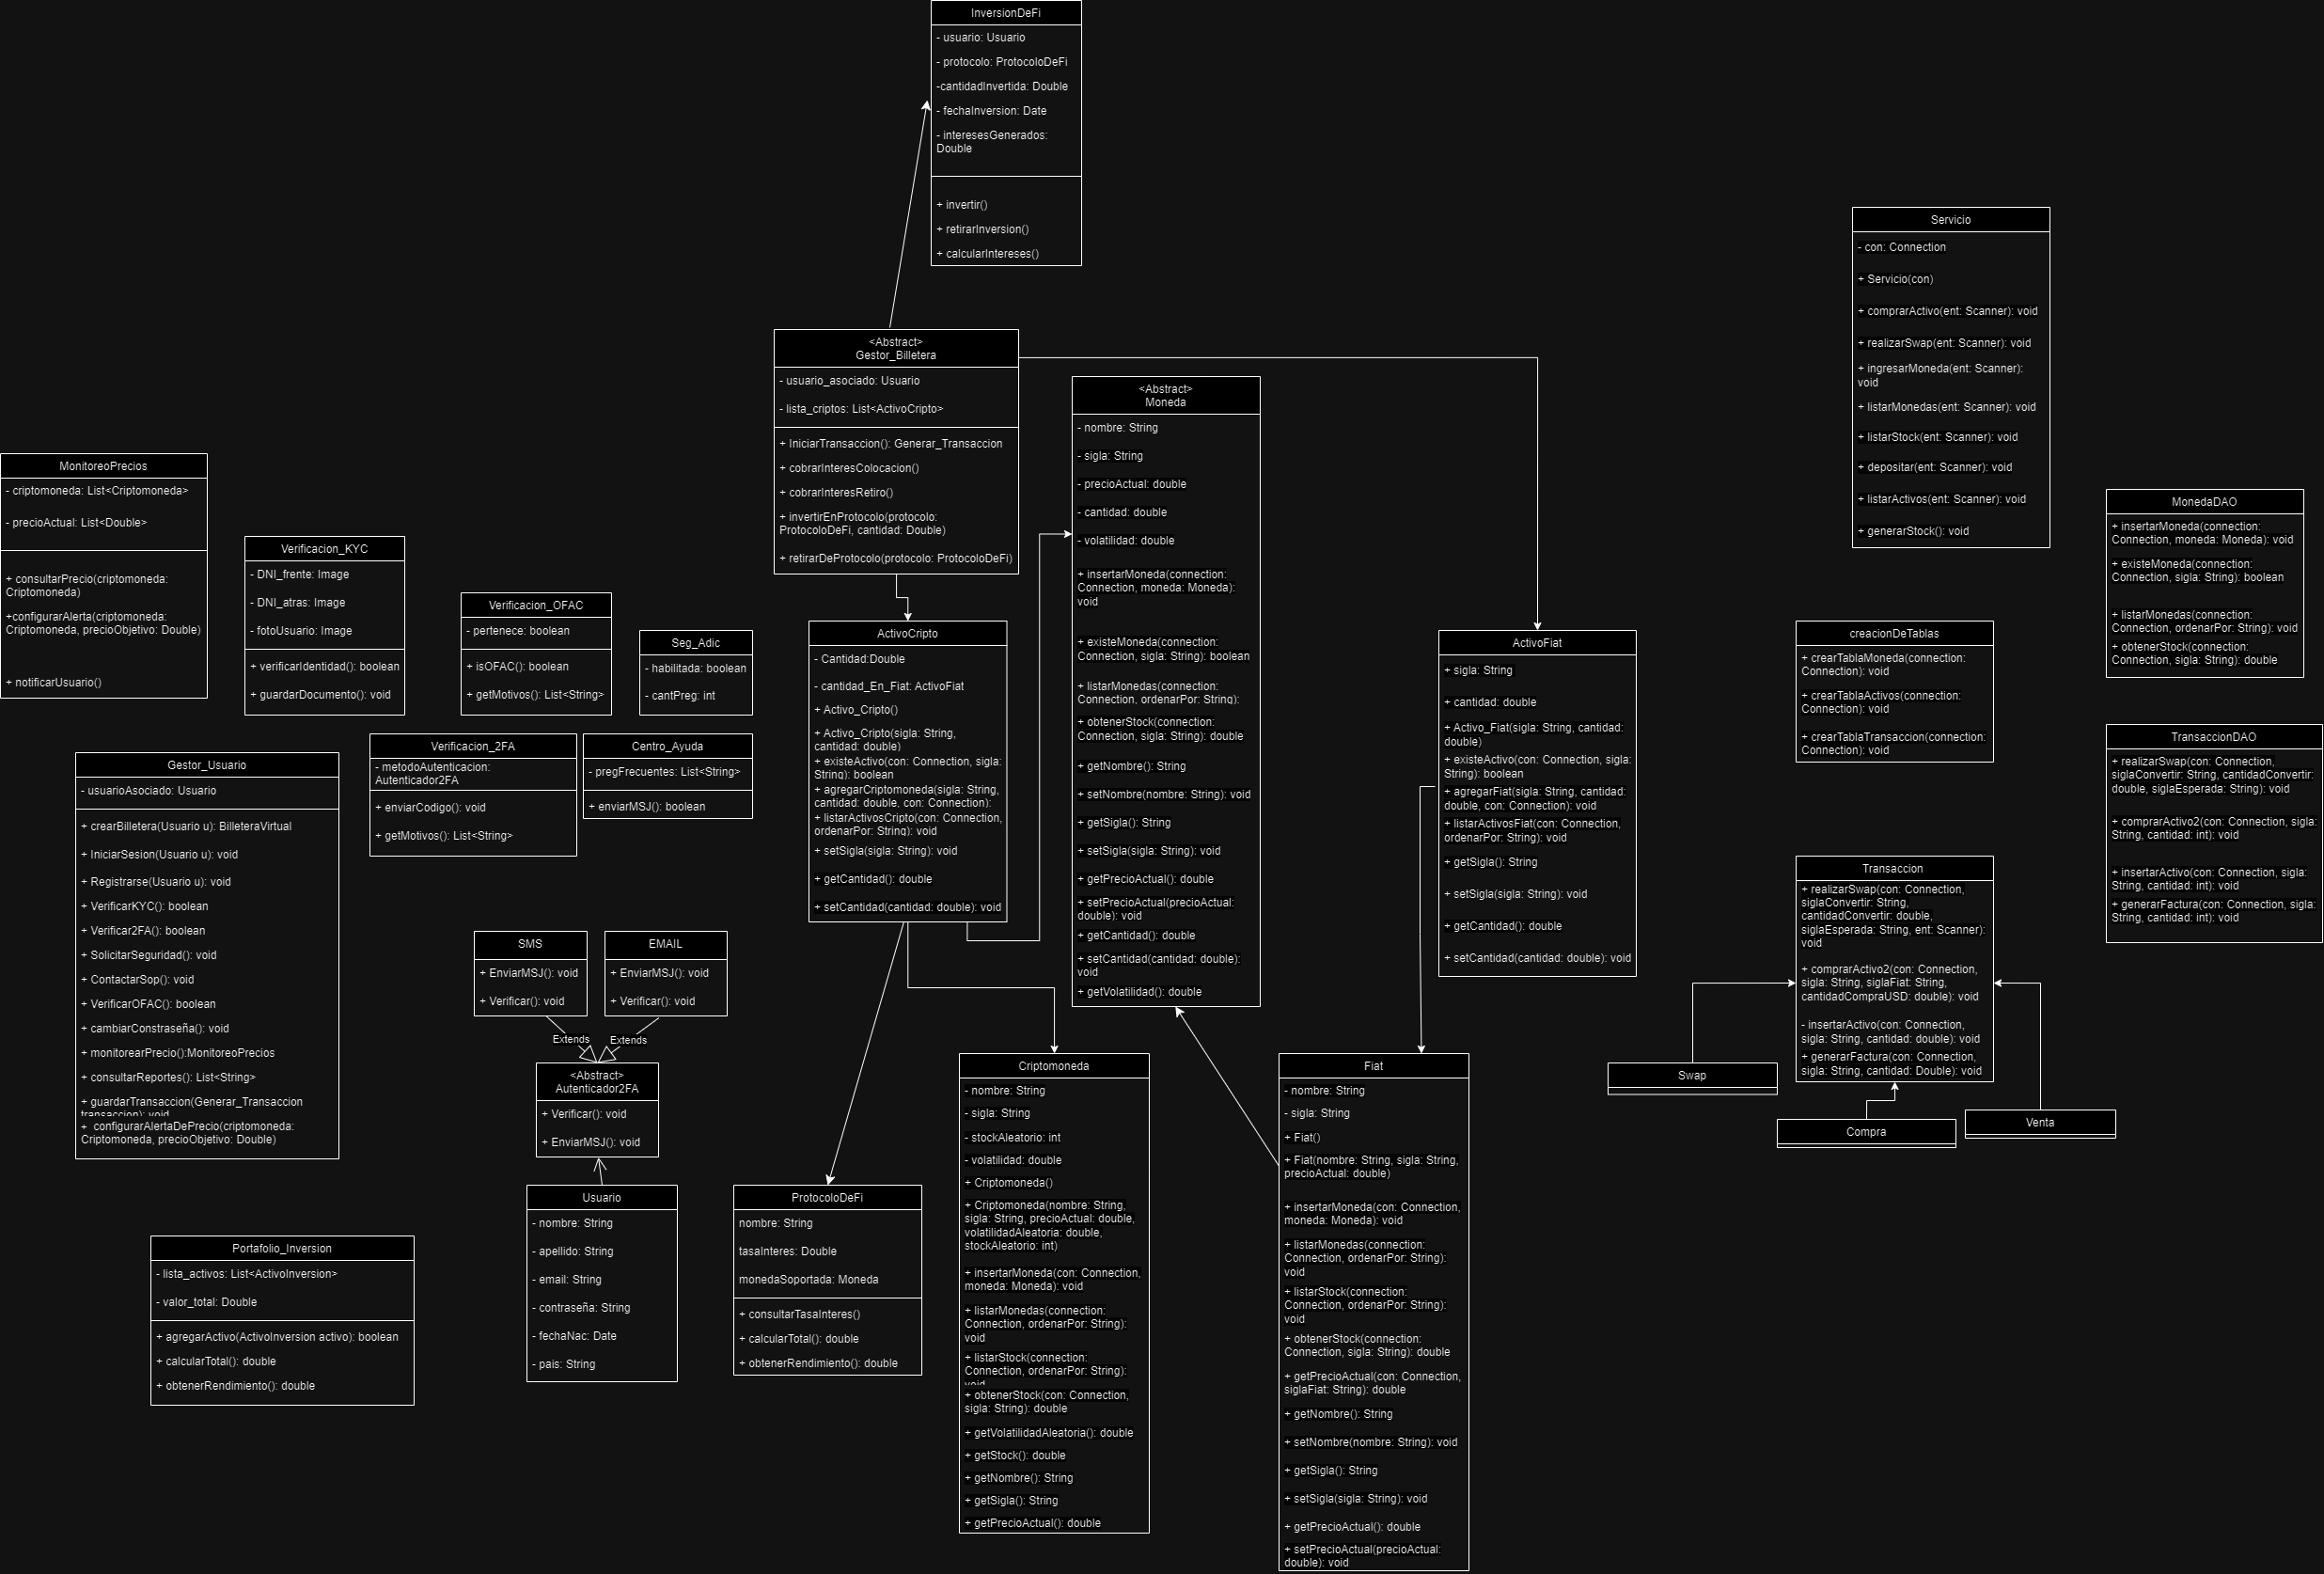 InversionDeFi
- usuario: Usuario
- protocolo: ProtocoloDeFi
-cantidadInvertida: Double
- fechaInversion: Date
- interesesGenerados:
Double
+ invertir()
+ retirarInversion()
+ calcularIntereses()
<Abstract>
Gestor_Billetera
- usuario_asociado: Usuario
- lista_criptos: List<ActivoCripto>
+ IniciarTransaccion(): Generar_Transaccion
+ cobrarInteresColocacion()
+ cobrarInteresRetiro()
+ invertirEnProtocolo(protocolo:
ProtocoloDeFi, cantidad: Double)
+ retirarDeProtocolo(protocolo: ProtocoloDeFi)
<Abstract>
Moneda
- nombre: String
- sigla: String
- precioActual: double
- cantidad: double
- volatilidad: double
+ insertarMoneda(connection:
Connection, moneda: Moneda):
void
+ existeMoneda(connection:
Connection, sigla: String): boolean
+ listarMonedas(connection:
Connection, ordenarPor: String):
+ obtenerStock(connection:
Connection, sigla: String): double
+ getNombre(): String
+ setNombre(nombre: String): void
+ getSigla(): String
+ setSigla(sigla: String): void
+ getPrecioActual(): double
+ setPrecioActual(precioActual:
double): void
+ getCantidad(): double
+ setCantidad(cantidad: double):
void
+ getVolatilidad(): double
Servicio
- con: Connection
+ Servicio(con)
+ comprarActivo(ent: Scanner): void
+ realizarSwap(ent: Scanner): void
+ ingresarMoneda(ent: Scanner):
void
+ listarMonedas(ent: Scanner): void
+ listarStock(ent: Scanner): void
+ depositar(ent: Scanner): void
+ listarActivos(ent: Scanner): void
+ generarStock(): void
MonitoreoPrecios
- criptomoneda: List<Criptomoneda>
- precioActual: List<Double>
+ consultarPrecio(criptomoneda:
Criptomoneda)
+configurarAlerta(criptomoneda:
Criptomoneda, precioObjetivo: Double)
+ notificarUsuario()
Verificacion_KYC
- DNI_frente: Image
- DNI_atras: Image
- fotoUsuario: Image
+ verificarIdentidad(): boolean
+ guardarDocumento(): void
Verificacion_OFAC
- pertenece: boolean
+ isOFAC(): boolean
+ getMotivos(): List<String>
Seg_Adic
- habilitada: boolean
- cantPreg: int
ActivoCripto
- Cantidad:Double
- cantidad_En_Fiat: ActivoFiat
+ Activo_Cripto()
+ Activo_Cripto(sigla: String,
cantidad: double)
+ existeActivo(con: Connection, sigla:
String): boolean
+ agregarCriptomoneda(sigla: String,
cantidad: double, con: Connection):
+ listarActivosCripto(con: Connection,
ordenarPor: String): void
+ setSigla(sigla: String): void
+ getCantidad(): double
+ setCantidad(cantidad: double): void
ActivoFiat
+ sigla: String
+ cantidad: double
+ Activo_Fiat(sigla: String, cantidad:
double)
+ existeActivo(con: Connection, sigla:
String): boolean
+ agregarFiat(sigla: String, cantidad:
double, con: Connection): void
+ listarActivosFiat(con: Connection,
ordenarPor: String): void
+ getSigla(): String
+ setSigla(sigla: String): void
+ getCantidad(): double
+ setCantidad(cantidad: double): void
creacionDeTablas
+ crearTablaMoneda(connection:
Connection): void
+ crearTablaActivos(connection:
Connection): void
+ crearTablaTransaccion(connection:
Connection): void
MonedaDAO
+ insertarMoneda(connection:
Connection, moneda: Moneda): void
+ existeMoneda(connection:
Connection, sigla: String): boolean
+ listarMonedas(connection:
Connection, ordenarPor: String): void
+ obtenerStock(connection:
Connection, sigla: String): double
TransaccionDAO
+ realizarSwap(con: Connection,
siglaConvertir: String, cantidadConvertir:
double, siglaEsperada: String): void
+ comprarActivo2(con: Connection, sigla:
String, cantidad: int): void
+ insertarActivo(con: Connection, sigla:
String, cantidad: int): void
+ generarFactura(con: Connection, sigla:
String, cantidad: int): void
Gestor_Usuario
- usuarioAsociado: Usuario
+ crearBilletera(Usuario u): BilleteraVirtual
+ IniciarSesion(Usuario u): void
+ Registrarse(Usuario u): void
+ VerificarKYC(): boolean
+ Verificar2FA(): boolean
+ SolicitarSeguridad(): void
+ ContactarSop(): void
+ VerificarOFAC(): boolean
+ cambiarConstraseña(): void
+ monitorearPrecio():MonitoreoPrecios
+ consultarReportes(): List<String>
+ guardarTransaccion(Generar_Transaccion
transaccion): void
+ configurarAlertaDePrecio(criptomoneda:
Criptomoneda, precioObjetivo: Double)
Verificacion_2FA
- metodoAutenticacion:
Autenticador2FA
+ enviarCodigo(): void
+ getMotivos(): List<String>
Centro_Ayuda
- pregFrecuentes: List<String>
+ enviarMSJ(): boolean
SMS
+ EnviarMSJ(): void
+ Verificar(): void
EMAIL
+ EnviarMSJ(): void
+ Verificar(): void
Extends
Extends
<Abstract>
Autenticador2FA
+ Verificar(): void
+ EnviarMSJ(): void
Usuario
- nombre: String
- apellido: String
- email: String
- contraseña: String
- fechaNac: Date
- pais: String
ProtocoloDeFi
nombre: String
tasaInteres: Double
monedaSoportada: Moneda
+ consultarTasaInteres()
+ calcularTotal(): double
+ obtenerRendimiento(): double
Portafolio_Inversion
- lista_activos: List<ActivoInversion>
- valor_total: Double
+ agregarActivo(ActivoInversion activo): boolean
+ calcularTotal(): double
+ obtenerRendimiento(): double
Criptomoneda
- nombre: String
- sigla: String
- stockAleatorio: int
- volatilidad: double
+ Criptomoneda()
+ Criptomoneda(nombre: String,
sigla: String, precioActual: double,
volatilidadAleatoria: double,
stockAleatorio: int)
+ insertarMoneda(con: Connection,
moneda: Moneda): void
+ listarMonedas(connection:
Connection, ordenarPor: String):
void
+ listarStock(connection:
Connection, ordenarPor: String):
void
+ obtenerStock(con: Connection,
sigla: String): double
+ getVolatilidadAleatoria(): double
+ getStock(): double
+ getNombre(): String
+ getSigla(): String
+ getPrecioActual(): double
Fiat
- nombre: String
- sigla: String
+ Fiat()
+ Fiat(nombre: String, sigla: String,
precioActual: double)
+ insertarMoneda(con: Connection,
moneda: Moneda): void
+ listarMonedas(connection:
Connection, ordenarPor: String):
void
+ listarStock(connection:
Connection, ordenarPor: String):
void
+ obtenerStock(connection:
Connection, sigla: String): double
+ getPrecioActual(con: Connection,
siglaFiat: String): double
+ getNombre(): String
+ setNombre(nombre: String): void
+ getSigla(): String
+ setSigla(sigla: String): void
+ getPrecioActual(): double
+ setPrecioActual(precioActual:
double): void
Transaccion
+ realizarSwap(con: Connection,
siglaConvertir: String,
cantidadConvertir: double,
siglaEsperada: String, ent: Scanner):
void
+ comprarActivo2(con: Connection,
sigla: String, siglaFiat: String,
cantidadCompraUSD: double): void
- insertarActivo(con: Connection,
sigla: String, cantidad: double): void
+ generarFactura(con: Connection,
sigla: String, cantidad: Double): void
Swap
Compra
Venta